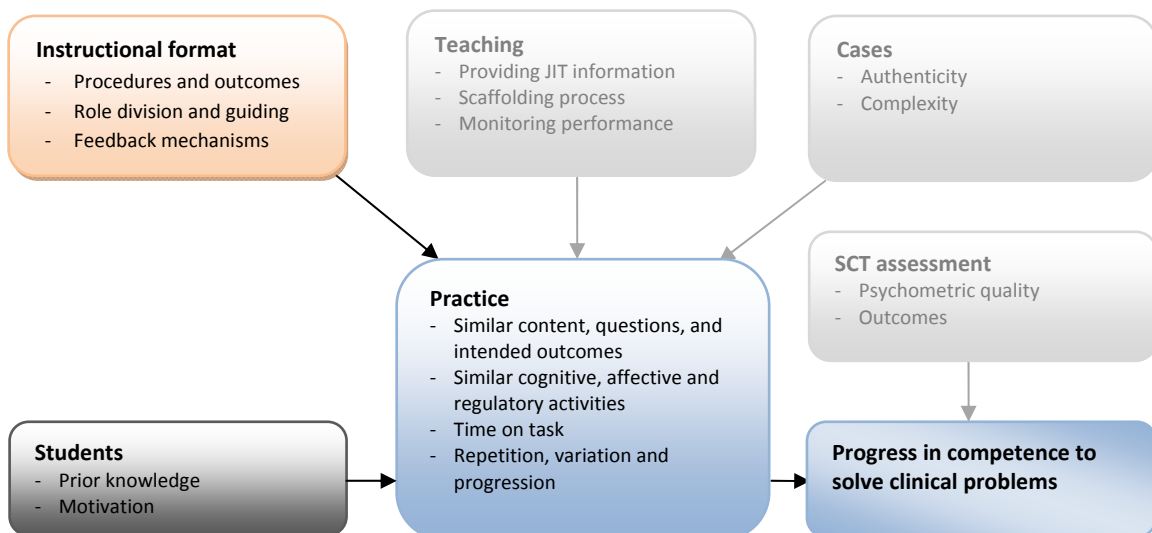 Instructional format
- Procedures and outcomes
- Role division and guiding
- Feedback mechanisms
Teaching
- Providing JIT information
- Scaffolding process
- Monitoring performance
Cases
- Authenticity
- Complexity
SCT assessment
- Psychometric quality
- Outcomes
Practice
- Similar content, questions, and
intended outcomes
- Similar cognitive, affective and
regulatory activities
- Time on task
- Repetition, variation and
progression
Students
- Prior knowledge
- Motivation
Progress in competence to
solve clinical problems